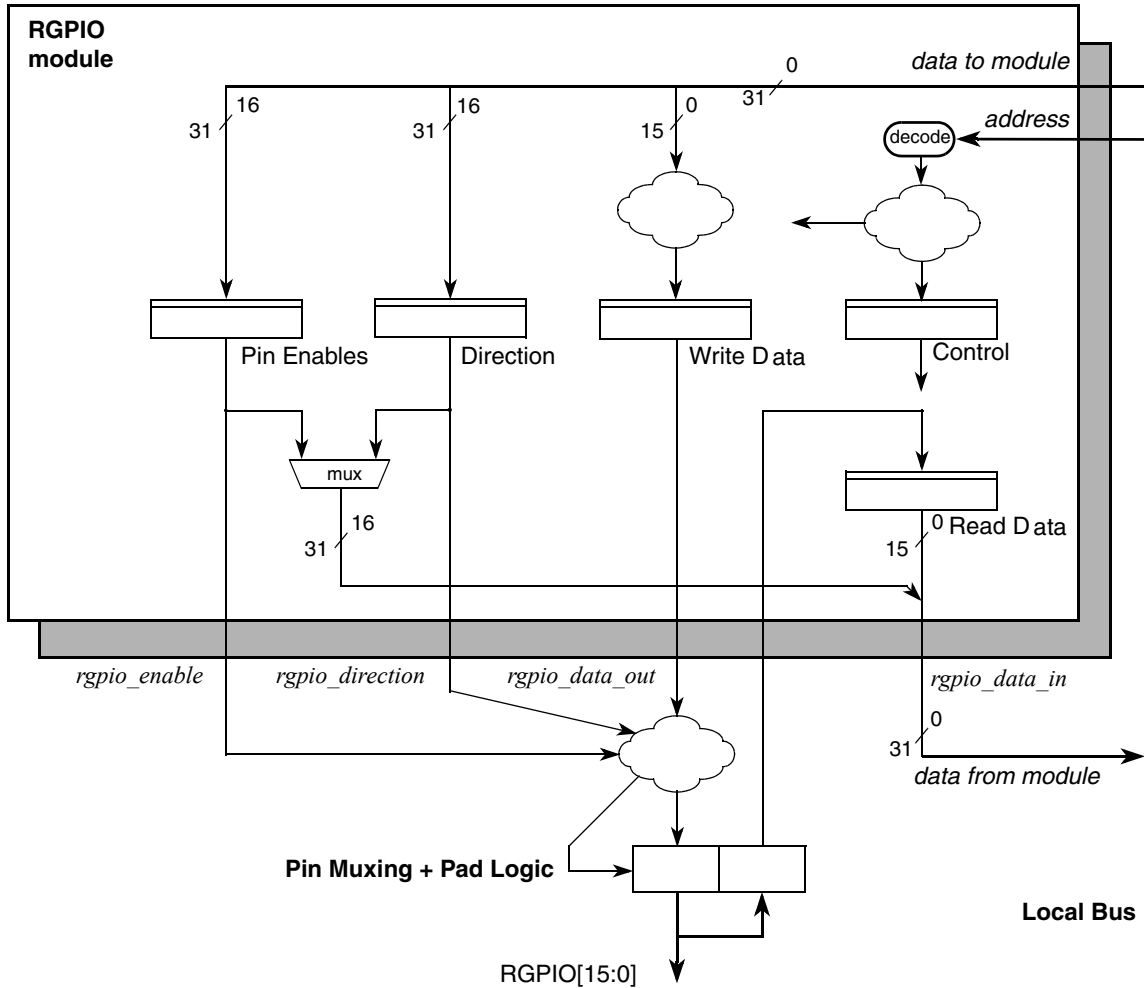 RGPIO
module
data to module
0
31
16
31
16
31
0
15
address
decode
Pin Enables
Direction
Write Data
Control
mux
16
31
0
15
Read Data
rgpio_enable
rgpio_direction
rgpio_data_out
rgpio_data_in
0
31
data from module
Pin Muxing + Pad Logic
Local Bus
RGPIO[15:0]